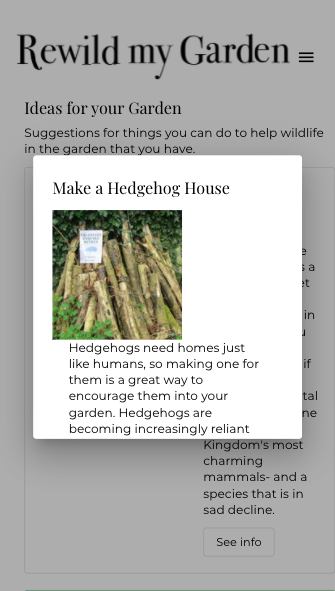 Rewild my Garden
Ideas for your Garden
Suggestions for things you can do to help wildlife
in the garden that you have.
Make a Hedgehog House
Hedgehogs need homes just
like humans, so making one for
them is a great way to
encourage them into your
garden. Hedgehogs are
becoming increasingly reliant
Kingdom's most
charming
mammals- and a
species that is in
sad decline.
See info